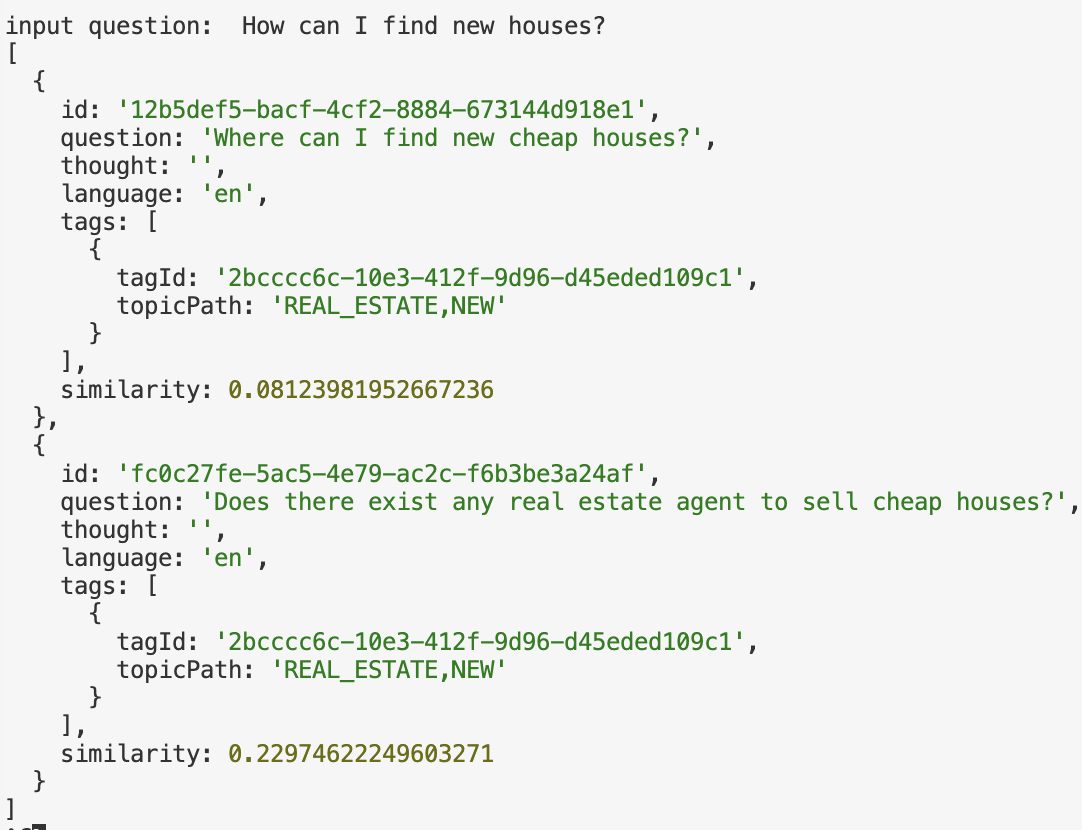 input question:  How can I find new houses?
[
  {
    id: '12b5def5-bacf-4cf2-8884-673144d918e1',
    question: 'Where can I find new cheap houses?',
    thought: '',
    language: 'en',
    tags: [
      {
        tagId: '2bcccc6c-10e3-412f-9d96-d45eded109c1',
        topicPath: 'REAL_ESTATE,NEW'
      }
    ],
    similarity: 0.08123981952667236
  },
  {
    id: 'fc0c27fe-5ac5-4e79-ac2c-f6b3be3a24af',
    question: 'Does there exist any real estate agent to sell cheap houses?',
    thought: '',
    language: 'en',
    tags: [
      {
        tagId: '2bcccc6c-10e3-412f-9d96-d45eded109c1',
        topicPath: 'REAL_ESTATE,NEW'
      }
    ],
    similarity: 0.22974622249603271
  }
]